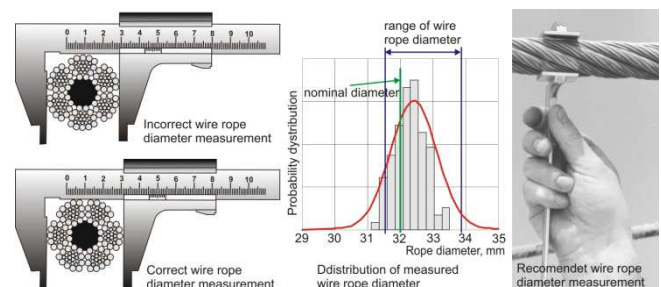 0 1 2 3 4 5 6 7 8 9 10 11
Incorrect wire rope
diameter measurement
0 1 2 3 4 5 6 7 8 9 10 11
Correct wire rope
diameter measurement
range of wire
rope diameter
nominal diameter
Probability dystribution
29 30 31 32 33 34 35
Rope diameter, mm
Ddistribution of measured
wire rope diameter
Recomendet wire rope
diameter measurement